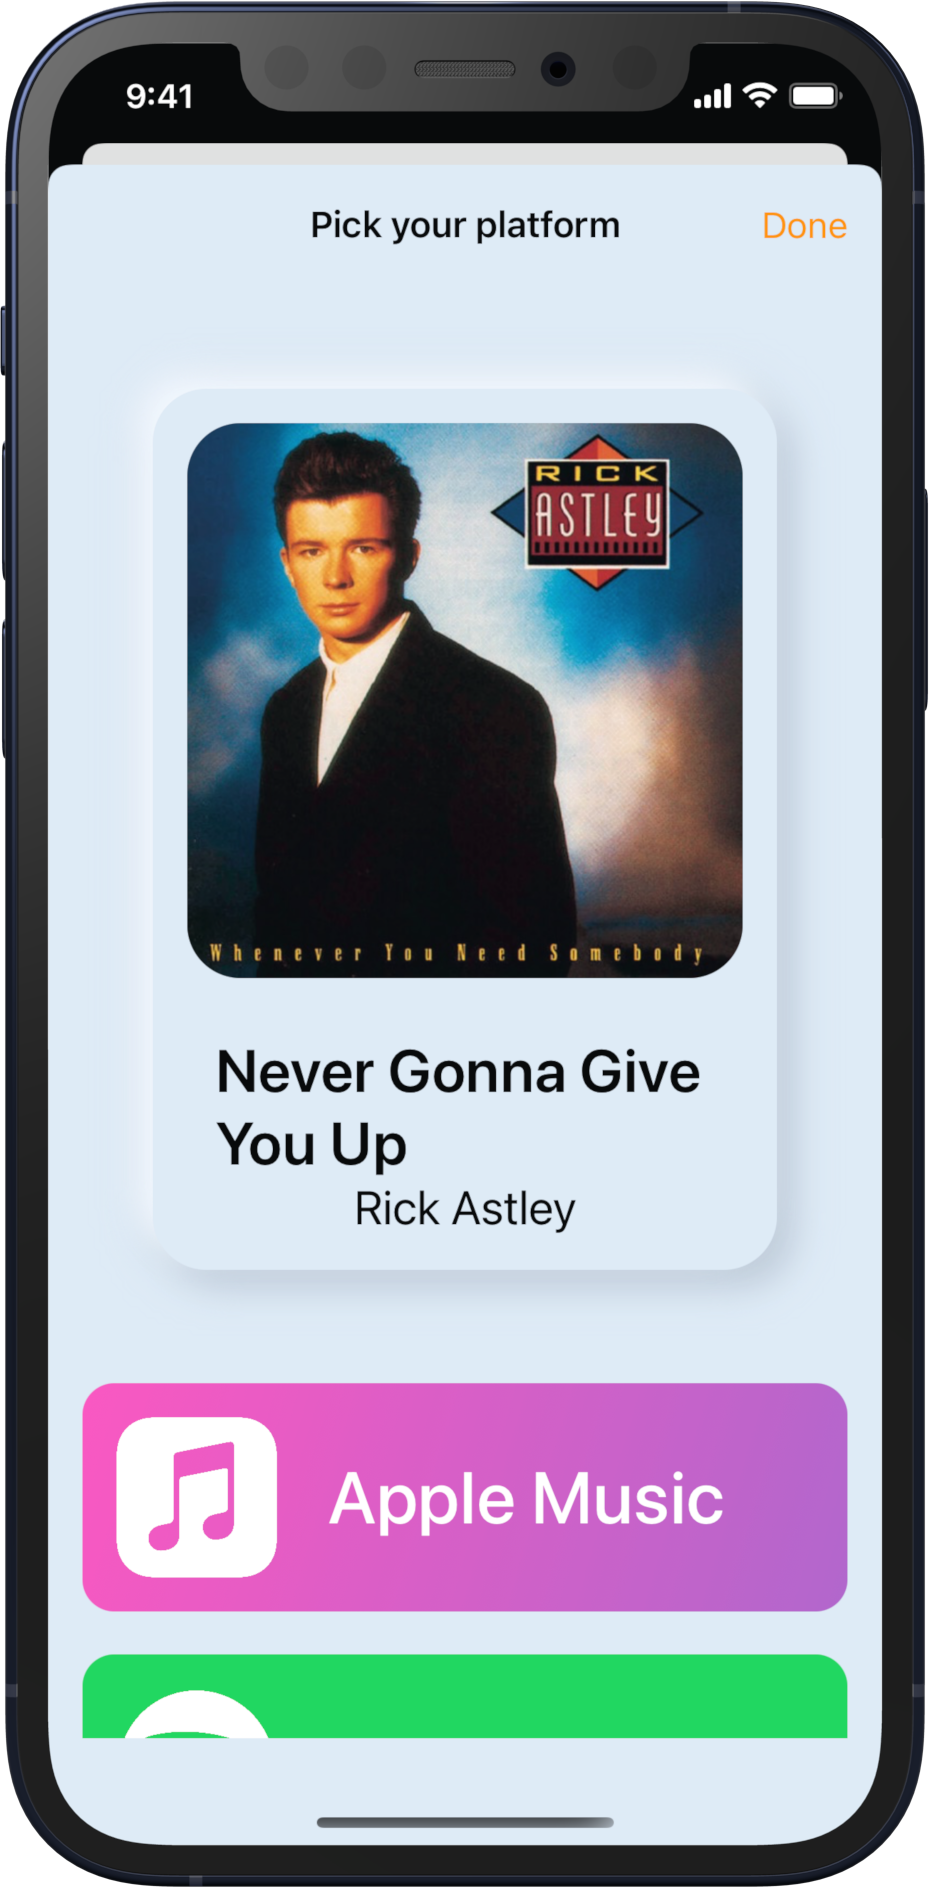 9:41
Pick your platform
Done
RICK
ASTLEY
Whenever You Need Somebody
Never Gonna Give
You Up
Rick Astley
Apple Music